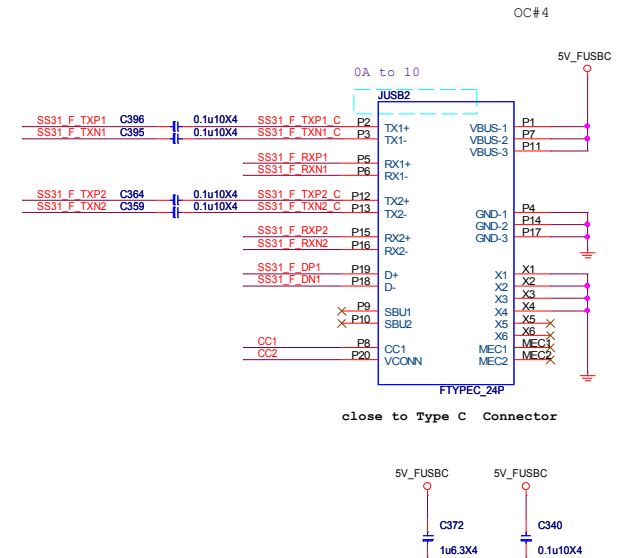 OC#4
5V_FUSBC
0A to 10
JUSB2
SS31_F_TXP1 C396 0.1u10X4 SS31_F_TXP1_C P2 TX1+ VBUS-1 P1
SS31_F_TXN1 C395 0.1u10X4 SS31_F_TXN1_C P3 TX1- VBUS-2 P7
VBUS-3 P11
SS31_F_RXP1 P5 RX1+
SS31_F_RXN1 P6 RX1-
SS31_F_TXP2 C364 0.1u10X4 SS31_F_TXP2_C P12 TX2+
SS31_F_TXN2 C359 0.1u10X4 SS31_F_TXN2_C P13 TX2- GND-1 P4
GND-2 P14
SS31_F_RXP2 P15 RX2+ GND-3 P17
SS31_F_RXN2 P16 RX2-
SS31_F_DP1 P19 D+ X1 X1
SS31_F_DN1 P18 D- X2 X2
X3 X3
P9 SBU1 X4 X4
P10 SBU2 X5 X5
X6 X6
CC1 P8 CC1 MEC1 MEC1
CC2 P20 VCONN MEC2 MEC2
FTYPEC_24P
close to Type C Connector
5V_FUSBC 5V_FUSBC
C372 C340
1u6.3X4 0.1u10X4